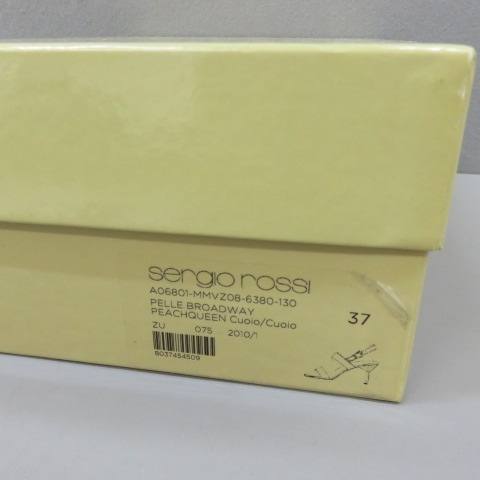 sergio rossi
A06801-MMVZ08-6380-130
PELLE BROADWAY
PEACHQUEEN Cuoio/Cuoio
37
ZU 075 2010/1
8037454509